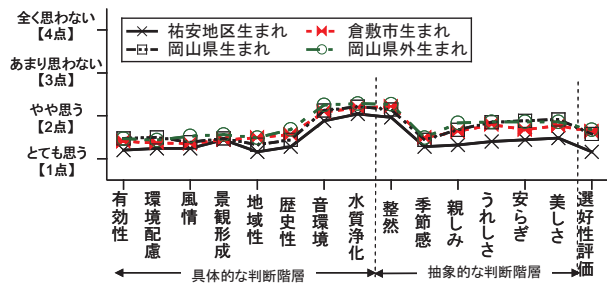 全く思わない
【4点】
あまり思わない
【3点】
やや思う
【2点】
とても思う
【1点】
祐安地区生まれ
倉敷市生まれ
岡山県生まれ
岡山県外生まれ
有効性
環境配慮
風情
景観形成
地域性
歴史性
音環境
水質浄化
整然
季節感
親しみ
うれしさ
安らぎ
美しさ
選好性評価
具体的な判断階層
抽象的な判断階層